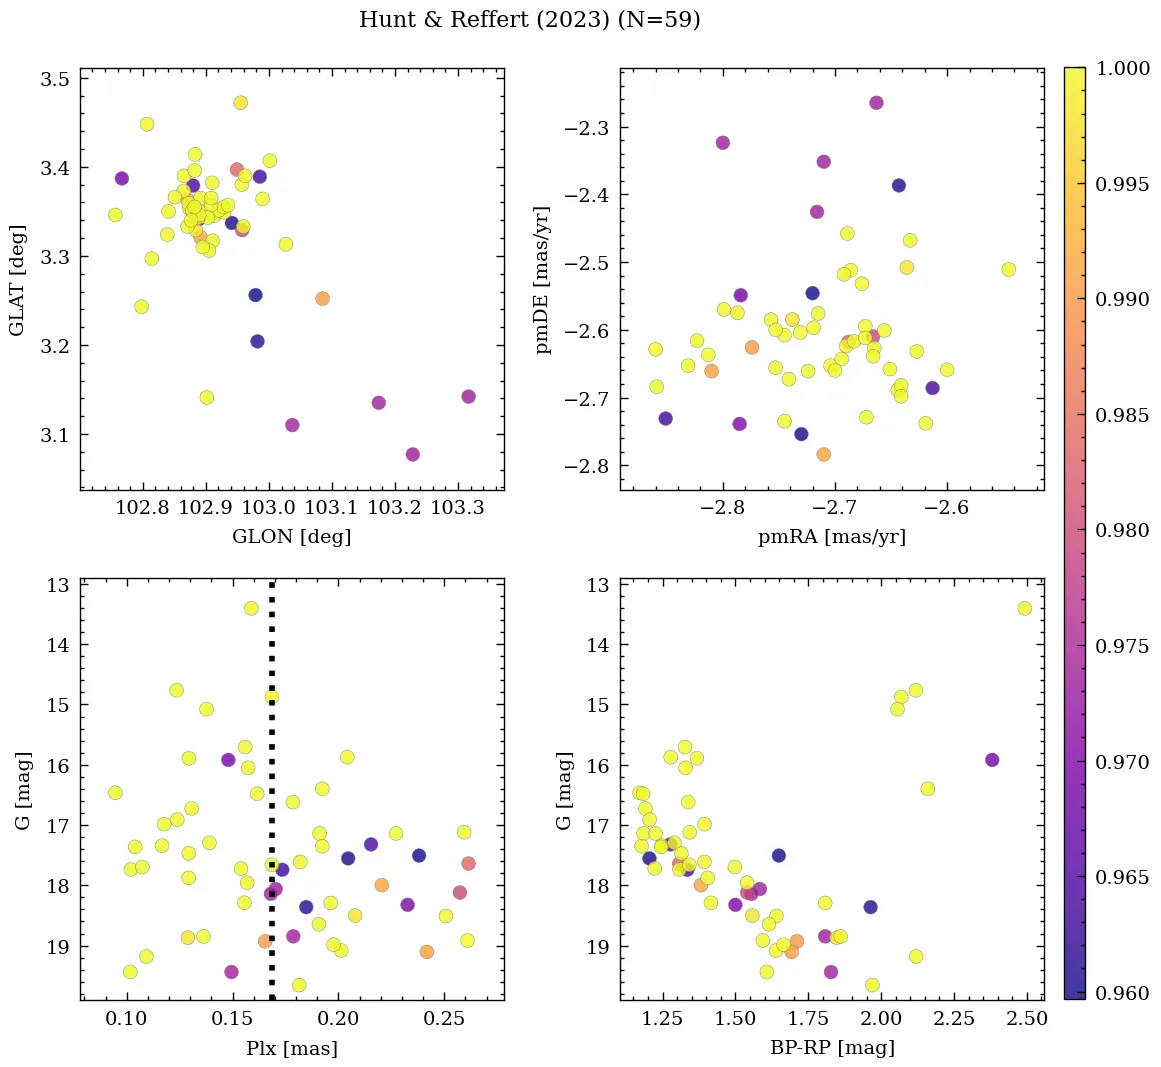 Hunt & Reffert (2023) (N=59)
3.5
3.4
3.3
3.2
3.1
GLAT [deg]
102.8 102.9 103.0 103.1 103.2 103.3
GLON [deg]
−2.3
−2.4
−2.5
−2.6
−2.7
−2.8
pmDE [mas/yr]
−2.8 −2.7 −2.6
pmRA [mas/yr]
13
14
15
16
17
18
19
G [mag]
0.10 0.15 0.20 0.25
Plx [mas]
13
14
15
16
17
18
19
G [mag]
1.25 1.50 1.75 2.00 2.25 2.50
BP-RP [mag]
1.000
0.995
0.990
0.985
0.980
0.975
0.970
0.965
0.960